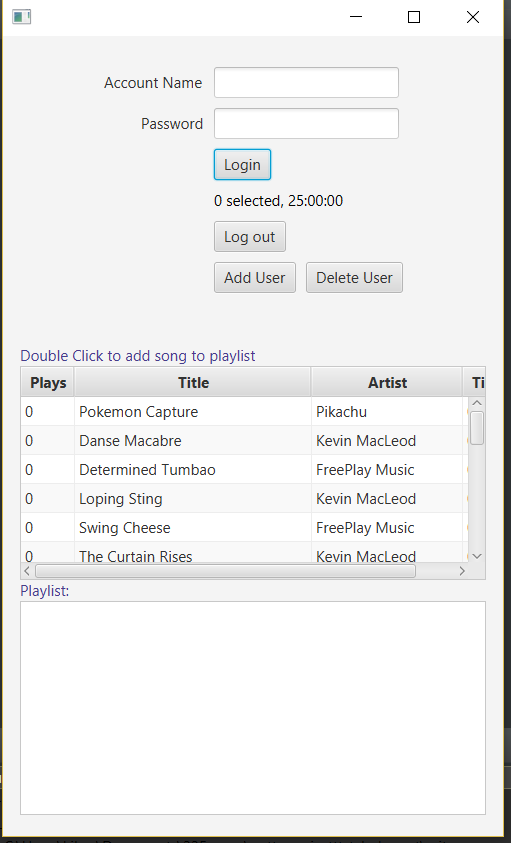 Account Name
Password
Login
0 selected, 25:00:00
Log out
Add User Delete User
Double Click to add song to playlist
Plays Title Artist Ti
0 Pokemon Capture Pikachu
0 Danse Macabre Kevin MacLeod
0 Determined Tumbao FreePlay Music
0 Loping Sting Kevin MacLeod
0 Swing Cheese FreePlay Music
0 The Curtain Rises Kevin MacLeod
Playlist: